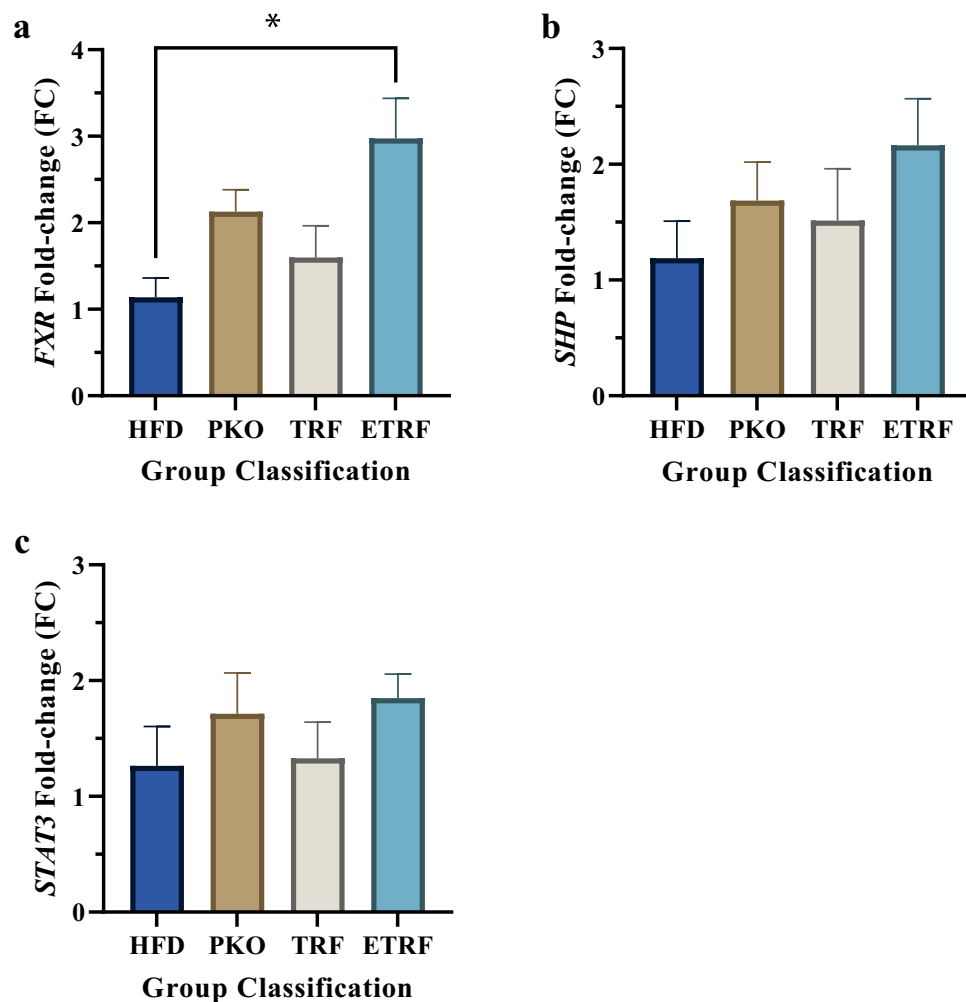 a
*
FXR Fold-change (FC)
4
3
2
1
0
HFD PKO TRF ETRF
Group Classification
b
SHP Fold-change (FC)
3
2
1
0
HFD PKO TRF ETRF
Group Classification
c
STAT3 Fold-change (FC)
3
2
1
0
HFD PKO TRF ETRF
Group Classification